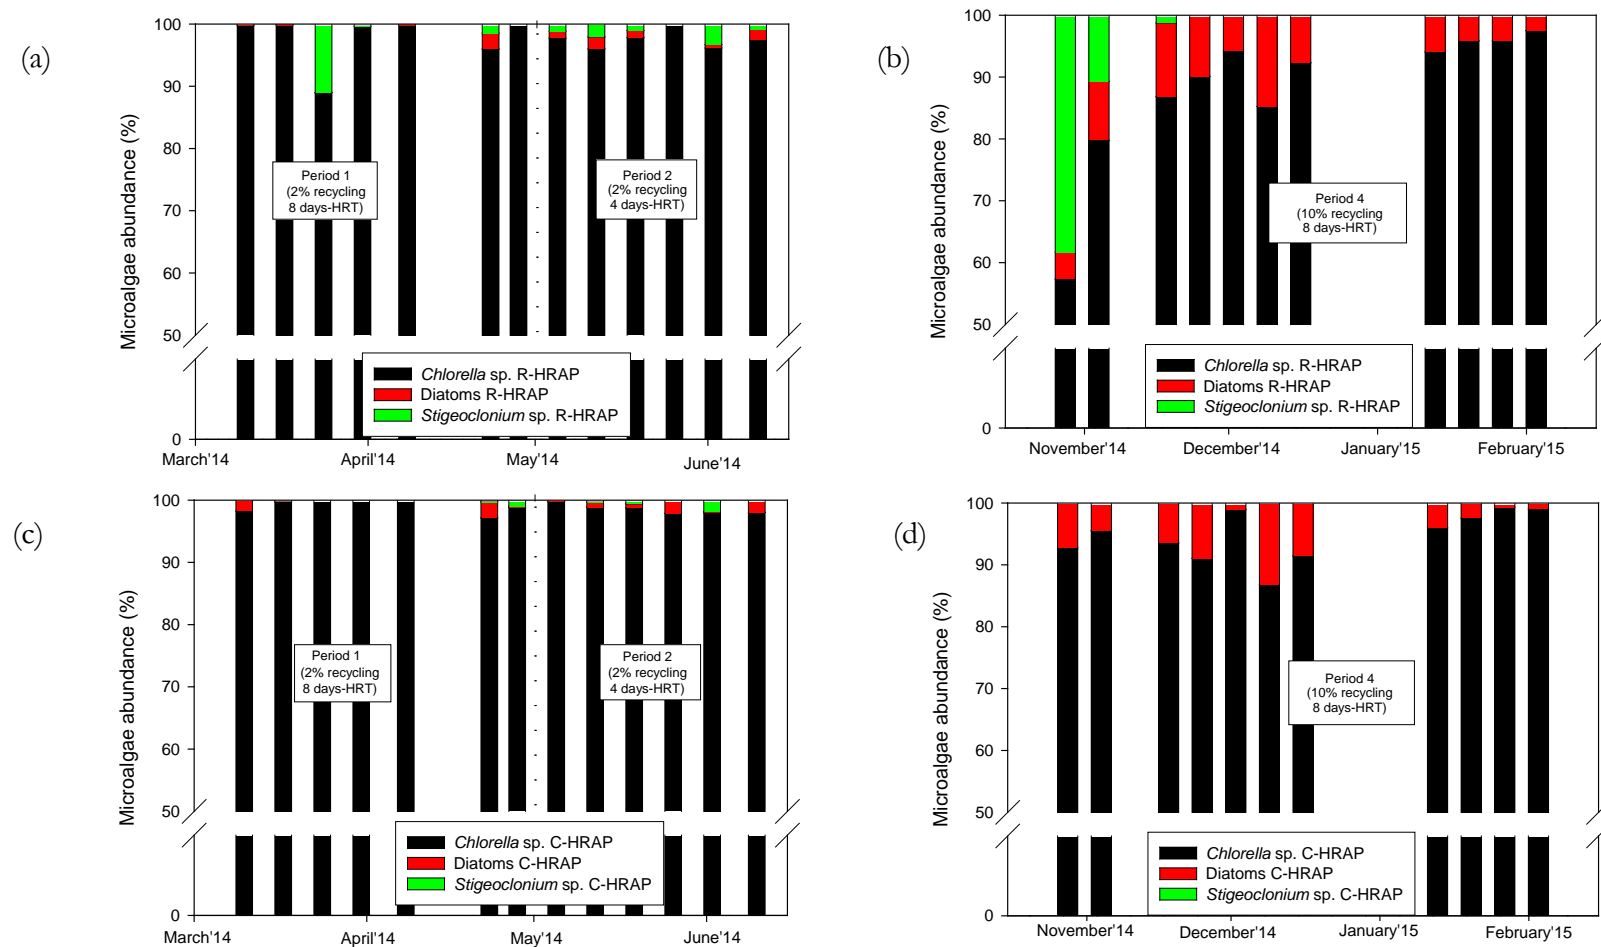 (a)
Microalgae abundance (%)
100
90
80
70
60
50
0
Period 1
(2% recycling
8 days-HRT)
Period 2
(2% recycling
4 days-HRT)
Chlorella sp. R-HRAP
Diatoms R-HRAP
Stigeoclonium sp. R-HRAP
March'14
April'14
May'14
June'14
(b)
Microalgae abundance (%)
100
90
80
70
60
50
0
Period 4
(10% recycling
8 days-HRT)
Chlorella sp. R-HRAP
Diatoms R-HRAP
Stigeoclonium sp. R-HRAP
November'14
December'14
January'15
February'15
(c)
Microalgae abundance (%)
100
90
80
70
60
50
0
Period 1
(2% recycling
8 days-HRT)
Period 2
(2% recycling
4 days-HRT)
Chlorella sp. C-HRAP
Diatoms C-HRAP
Stigeoclonium sp. C-HRAP
March'14
April'14
May'14
June'14
(d)
Microalgae abundance (%)
100
90
80
70
60
50
0
Period 4
(10% recycling
8 days-HRT)
Chlorella sp. C-HRAP
Diatoms C-HRAP
Stigeoclonium sp. C-HRAP
November'14
December'14
January'15
February'15